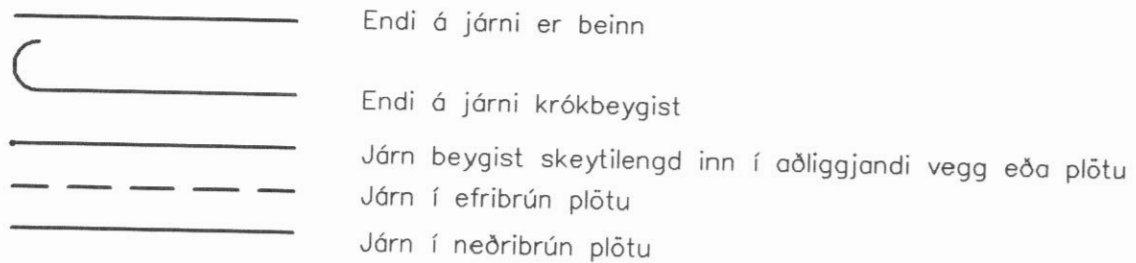 Endi á járni er beinn
Endi á járni krókbeygist
Járn beygist skeytilengd inn í aðliggjandi vegg eða plötu
Járn í efribrún plötu
Járn í neðribrún plötu